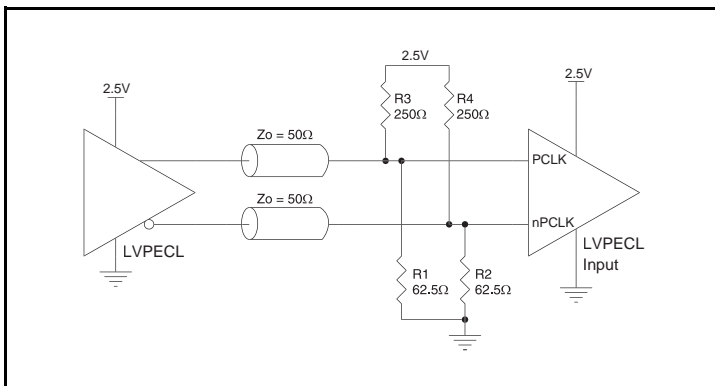 2.5V
2.5V
2.5V
R3
250Ω
R4
250Ω
Zo = 50Ω
PCLK
Zo = 50Ω
nPCLK
LVPECL
LVPECL
Input
R1
62.5Ω
R2
62.5Ω